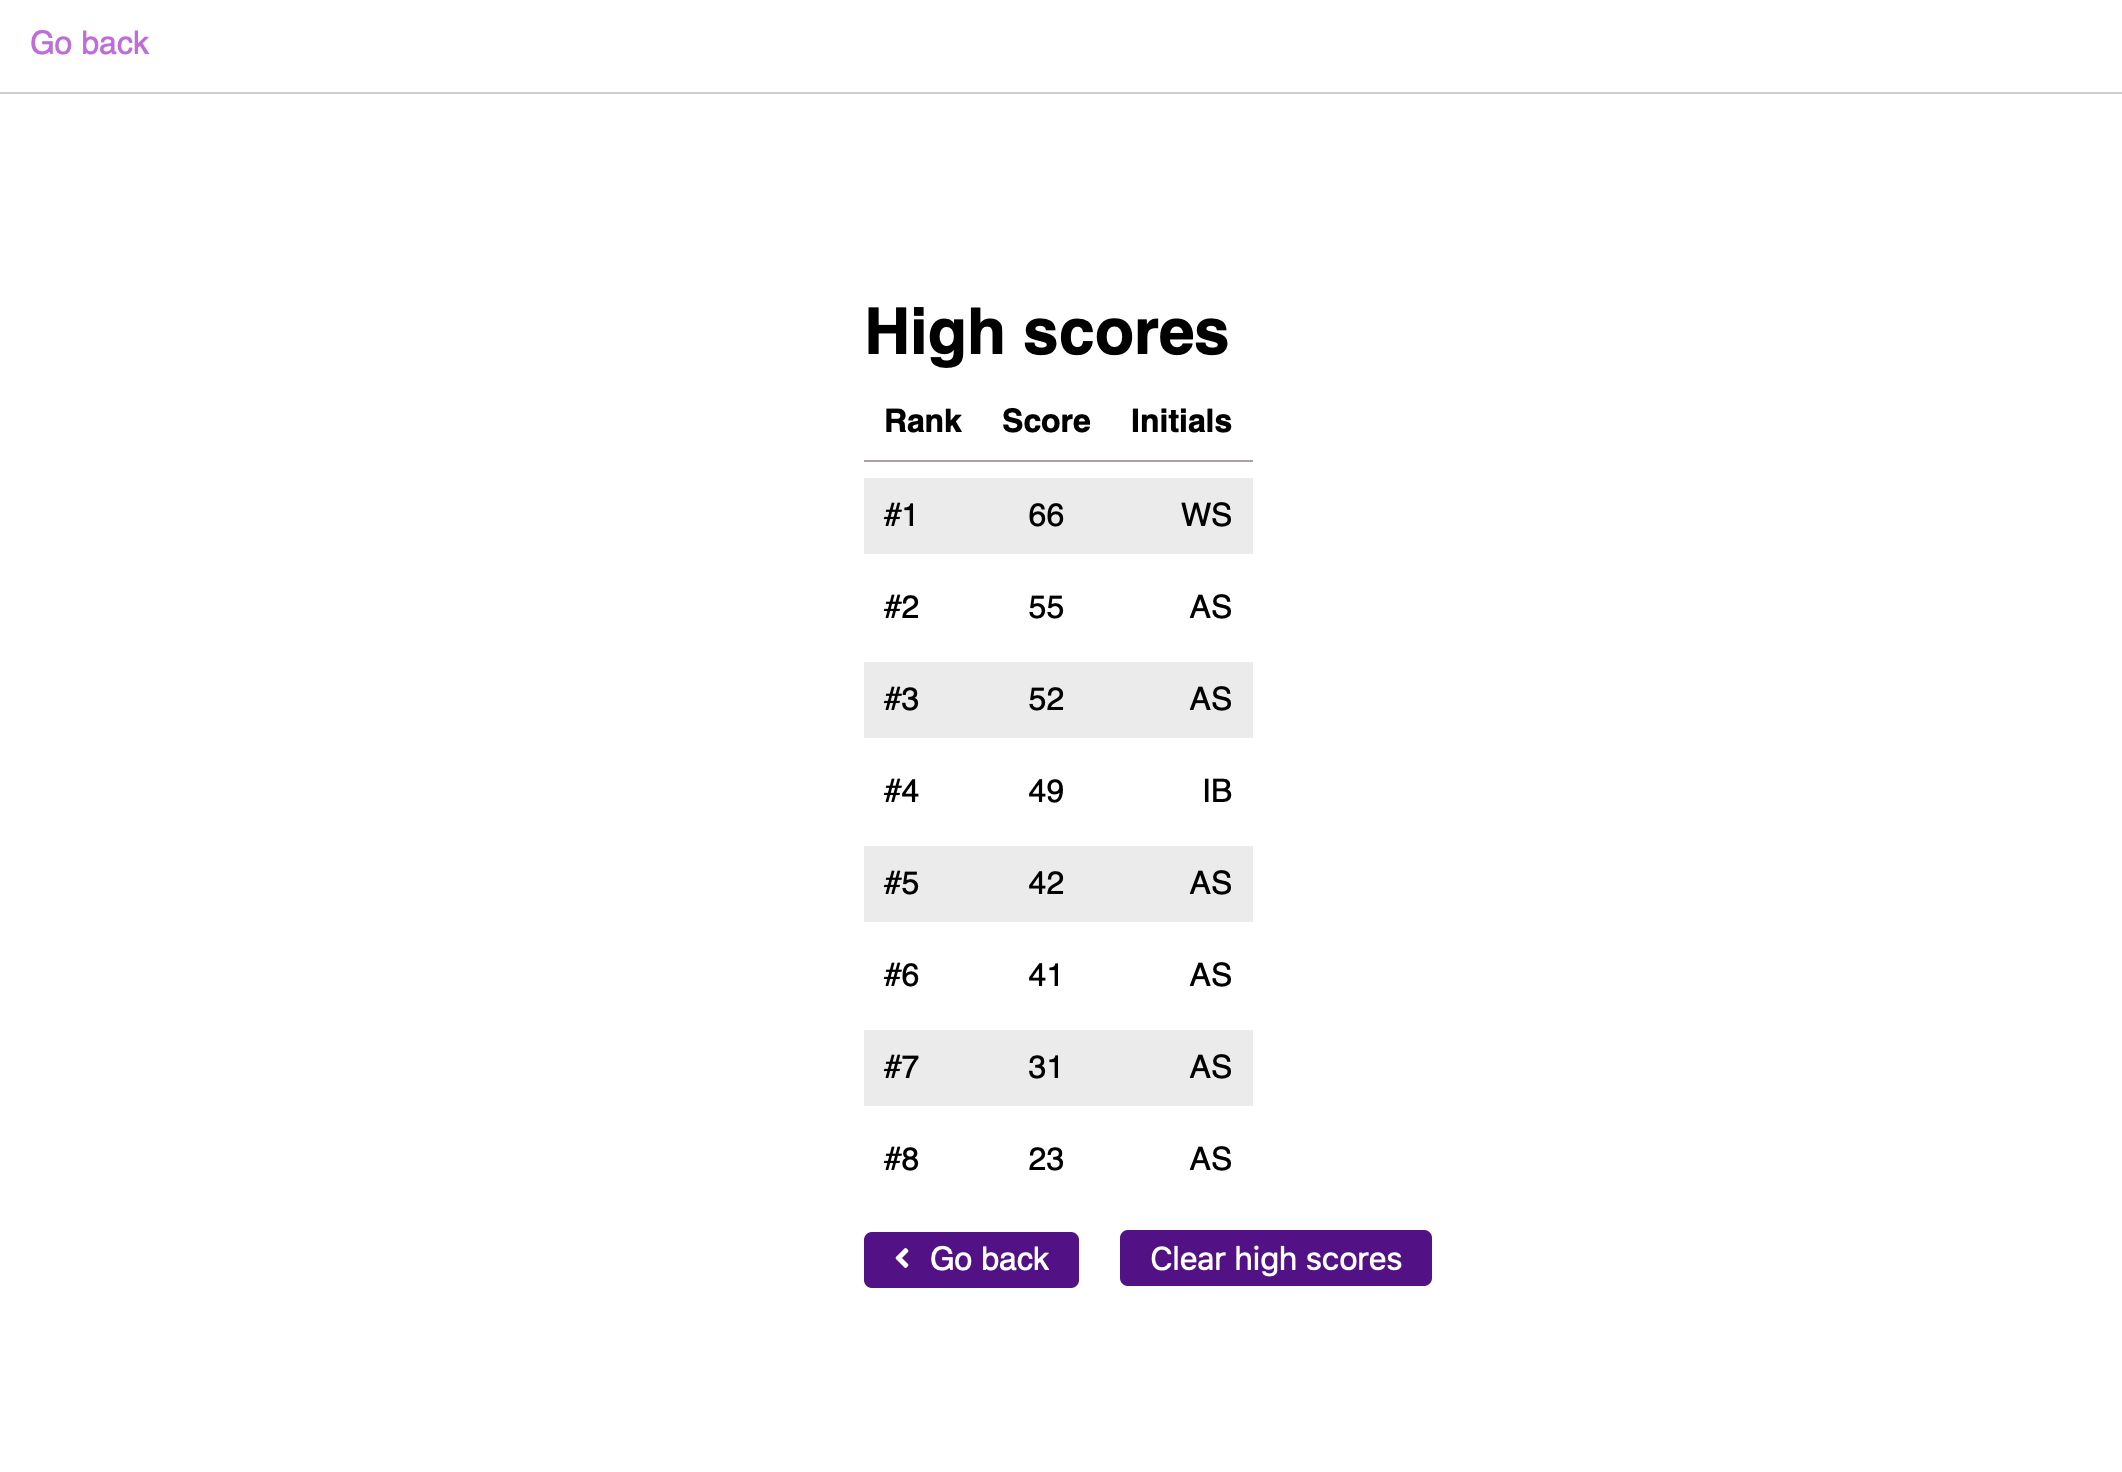 Go back
High scores
Rank Score Initials
#1 66 WS
#2 55 AS
#3 52 AS
#4 49 IB
#5 42 AS
#6 41 AS
#7 31 AS
#8 23 AS
Go back Clear high scores